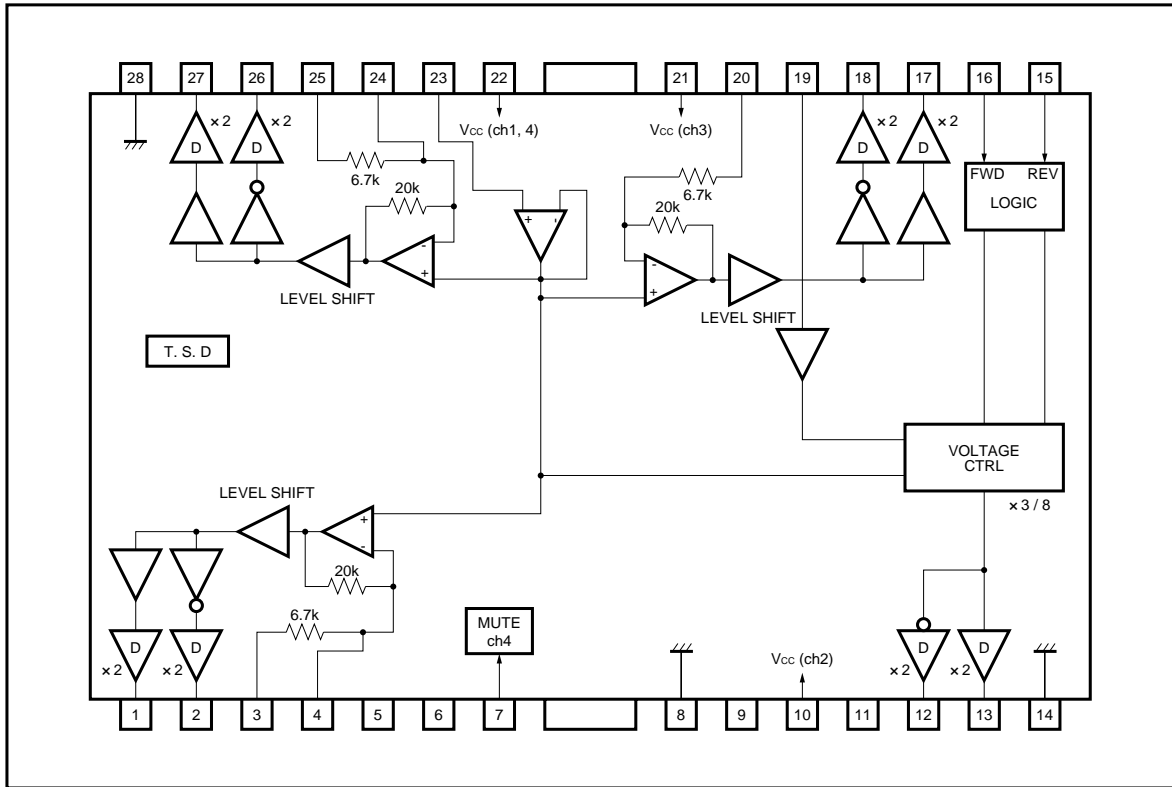 28 27 26 25 24 23 22 21 20 19 18 17 16 15
×2 ×2 ×2 ×2
D D D D
VCC (ch1, 4) VCC (ch3)
FWD REV
LOGIC
6.7k 6.7k
20k 20k
+ -
- -
+ +
LEVEL SHIFT LEVEL SHIFT
T. S. D
VOLTAGE
CTRL
×3 / 8
LEVEL SHIFT
+
-
20k
6.7k
MUTE
ch4
VCC (ch2)
D D D D
×2 ×2 ×2 ×2
1 2 3 4 5 6 7 8 9 10 11 12 13 14